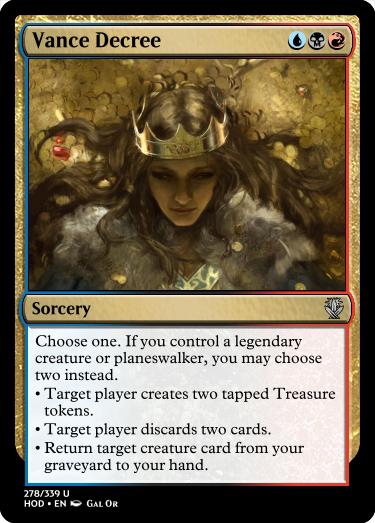 Vance Decree
Sorcery
Choose one. If you control a legendary
creature or planeswalker, you may choose
two instead.
• Target player creates two tapped Treasure
tokens.
• Target player discards two cards.
• Return target creature card from your
graveyard to your hand.
278/339 U
HOD • EN Gal Or